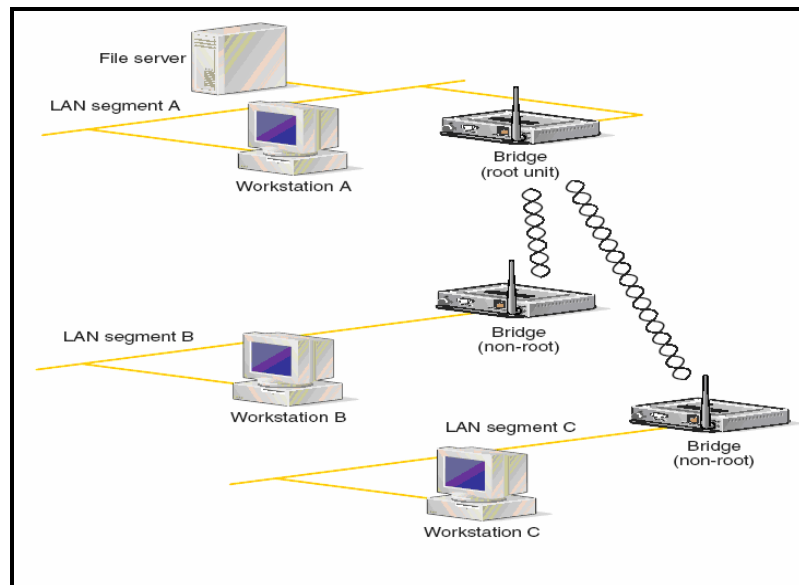 File server
LAN segment A
Workstation A
Bridge
(root unit)
LAN segment B
Workstation B
Bridge
(non-root)
LAN segment C
Workstation C
Bridge
(non-root)